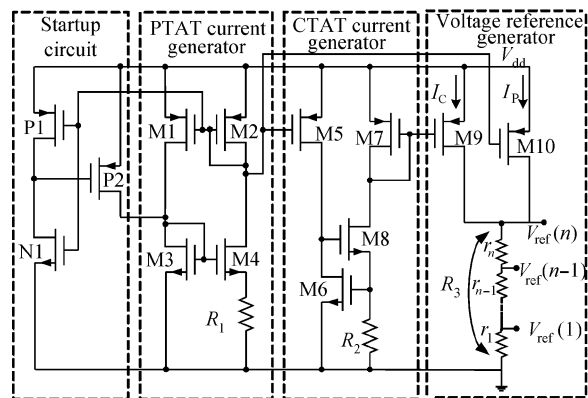 Startup circuit
PTAT current generator
CTAT current generator
Voltage reference generator
Vdd
P1
M1
M2
M5
M7
IC
M9
IP
M10
P2
N1
M3
M4
M8
M6
R1
R2
R3
rn
rn−1
r1
Vref(n)
Vref(n−1)
Vref(1)